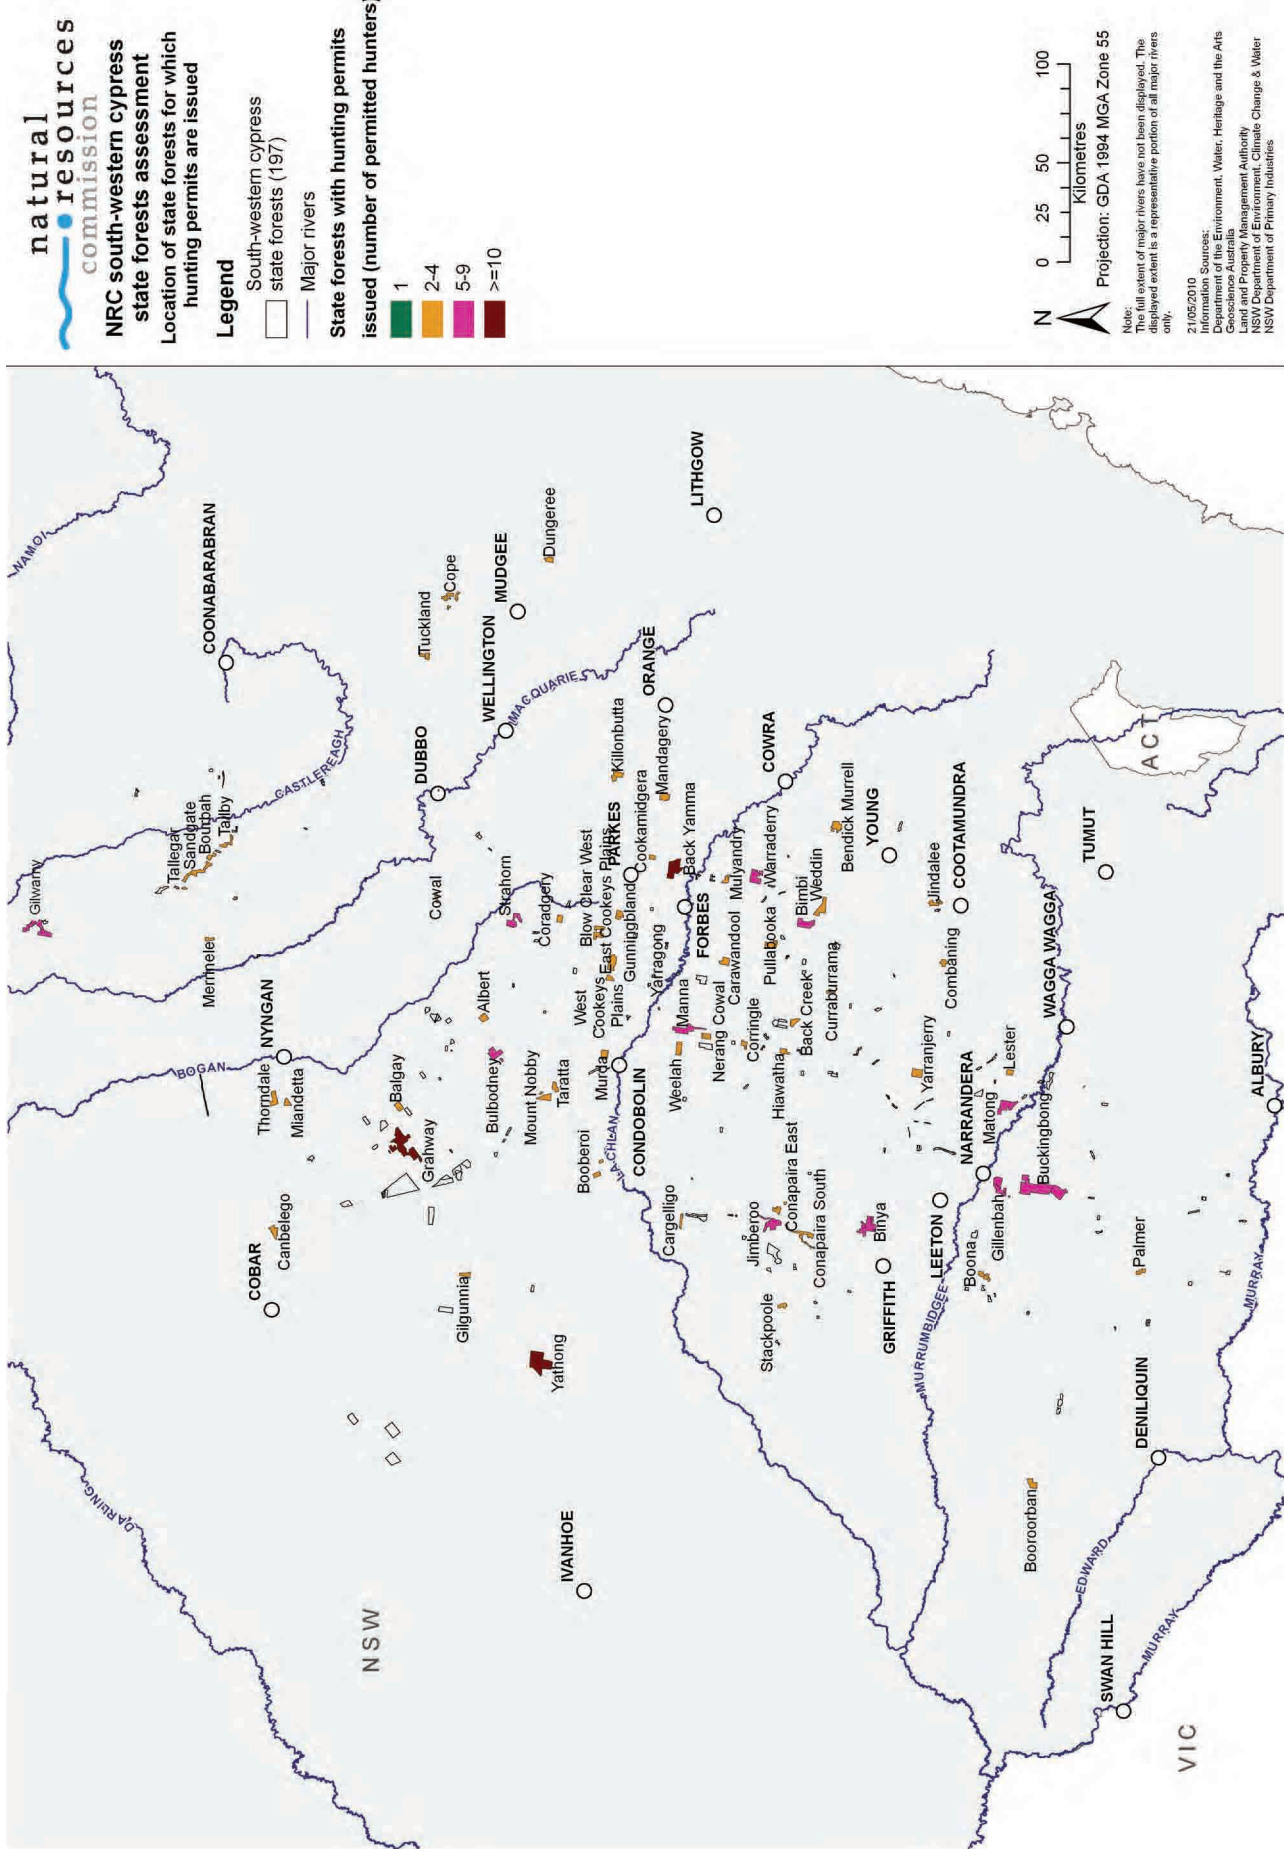 natural
resources
commission
NRC south-western cypress
state forests assessment
Location of state forests for which
hunting permits are issued
Legend
South-western cypress
state forests (197)
Major rivers
State forests with hunting permits
issued (number of permitted hunters)
1
2-4
5-9
>=10
N
0 25 50 100
Kilometres
Projection: GDA 1994 MGA Zone 55
Note:
The full extent of major rivers have not been displayed. The
displayed extent is a representative portion of all major rivers
only.
21/05/2010
Information Sources:
Department of the Environment, Water, Heritage and the Arts
Geoscience Australia
Land and Property Management Authority
NSW Department of Environment, Climate Change & Water
NSW Department of Primary Industries
NAMOI
COONABARABRAN
CASTLEREAGH
Gilwarny
Tallegar
Sandgate
Bourbah
Tailby
Merrinele
BOGAN
NYNGAN
Thorndale
Miandetta
COBAR
Canbelego
DARLING
NSW
Tuckland
Cope
MUDGEE
Dungeree
WELLINGTON
MACQUARIE
DUBBO
Cowal
Strahorn
Coradgery
Albert
Balgay
Grahway
Bulbodney
Mount Nobby
Taratta
Gilgunnia
Yathong
IVANHOE
LITHGOW
ORANGE
Mandagery
Killonbutta
PARKES
Cookamidgera
Back Yamma
Blow Clear West
Cookeys Plains
East Cookeys Plains
Gunningbland
West
Cookeys
Plains
Yarragong
FORBES
Murda
CONDOBOLIN
LACHLAN
Booberoi
Manna
Weelah
Nerang Cowal
Carawandool
Mulyandry
Warraderry
COWRA
Pullabooka
Bimbi
Weddin
Bendick Murrell
YOUNG
Corringle
Back Creek
Curraburrama
Hiawatha
Cargelligo
Jimberoo
Conapaira East
Conapaira South
Stackpoole
Binya
GRIFFITH
LEETON
MURRUMBIDGEE
Jindalee
COOTAMUNDRA
Combaning
Yarranjerry
NARRANDERA
Matong
Lester
Boona
Gillenbah
Buckingbong
WAGGA WAGGA
TUMUT
ACT
ALBURY
MURRAY
Palmer
DENILIQUIN
Booroorban
EDWARD
SWAN HILL
MURRAY
VIC